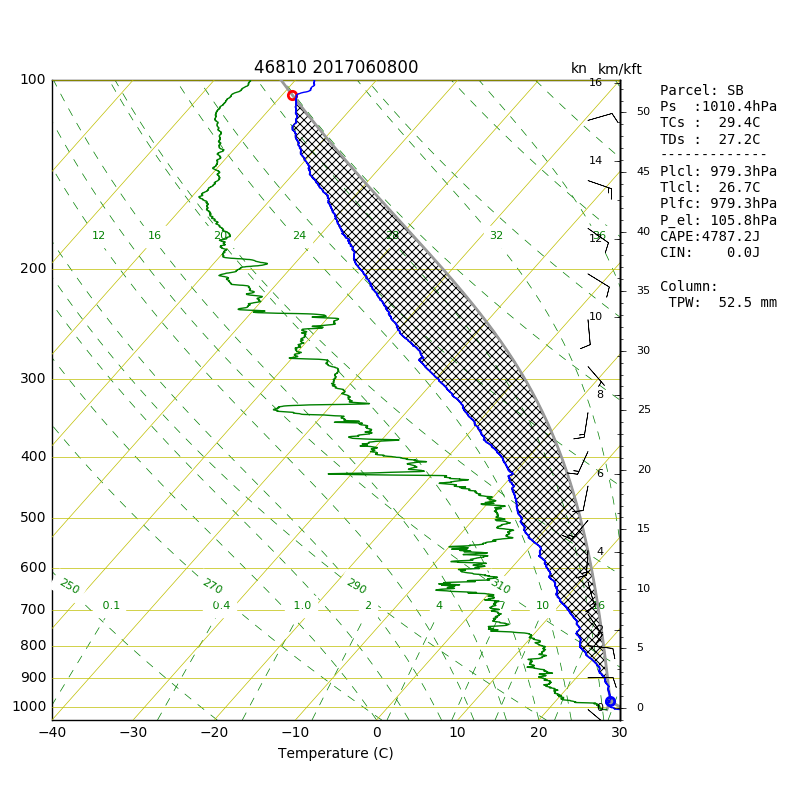 46810 2017060800
kn km/kft
100
200
300
400
500
600
700
800
900
1000
−40
−30
−20
−10
0
10
20
30
Temperature (C)
12 16 20 24 28 32 36
250 270 290 310
0.1 0.4 1.0 2 4 7 10 16
16
14
12
10
8
6
4
2
0
50
45
40
35
30
25
20
15
10
5
0
Parcel: SB
Ps :1010.4hPa
TCs : 29.4C
TDs : 27.2C
-------------
Plcl: 979.3hPa
Tlcl: 26.7C
Plfc: 979.3hPa
P_el: 105.8hPa
CAPE:4787.2J
CIN: 0.0J
Column:
TPW: 52.5 mm